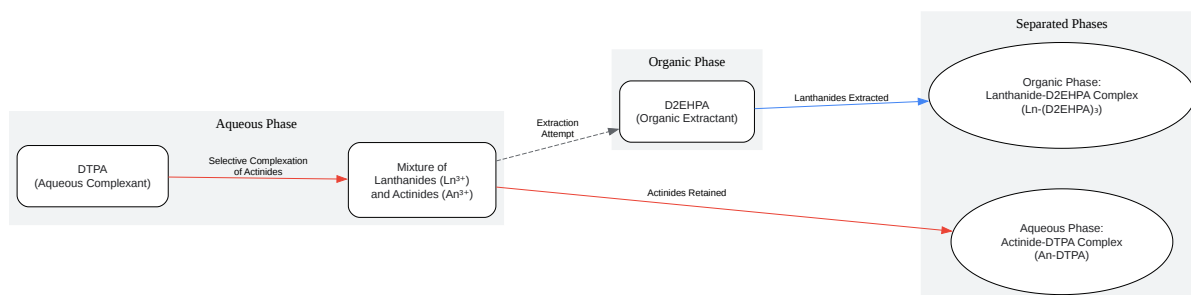 Separated Phases
Organic Phase
Aqueous Phase
DTPA
(Aqueous Complexant)
Selective Complexation
of Actinides
Mixture of
Lanthanides (Ln³⁺)
and Actinides (An³⁺)
Extraction
Attempt
D2EHPA
(Organic Extractant)
Lanthanides Extracted
Organic Phase:
Lanthanide-D2EHPA Complex
(Ln-(D2EHPA)₃)
Actinides Retained
Aqueous Phase:
Actinide-DTPA Complex
(An-DTPA)